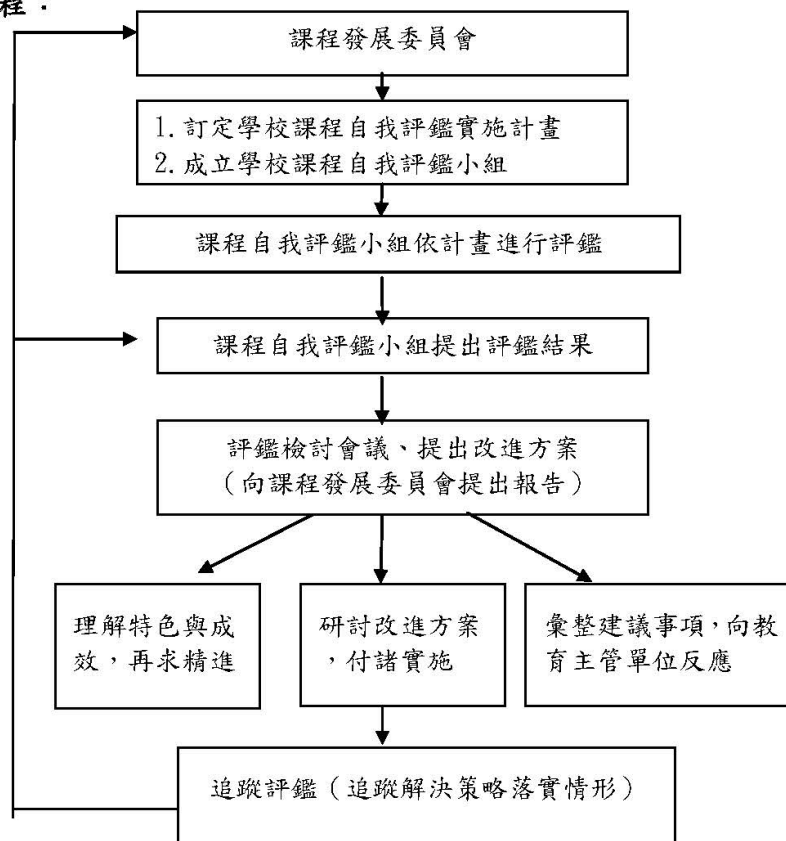 程：
課程發展委員會
1. 訂定學校課程自我評鑑實施計畫
2. 成立學校課程自我評鑑小組
課程自我評鑑小組依計畫進行評鑑
課程自我評鑑小組提出評鑑結果
評鑑檢討會議、提出改進方案
（向課程發展委員會提出報告）
理解特色與成
效，再求精進
研討改進方案
，付諸實施
彙整建議事項，向教
育主管單位反應
追蹤評鑑（追蹤解決策略落實情形）